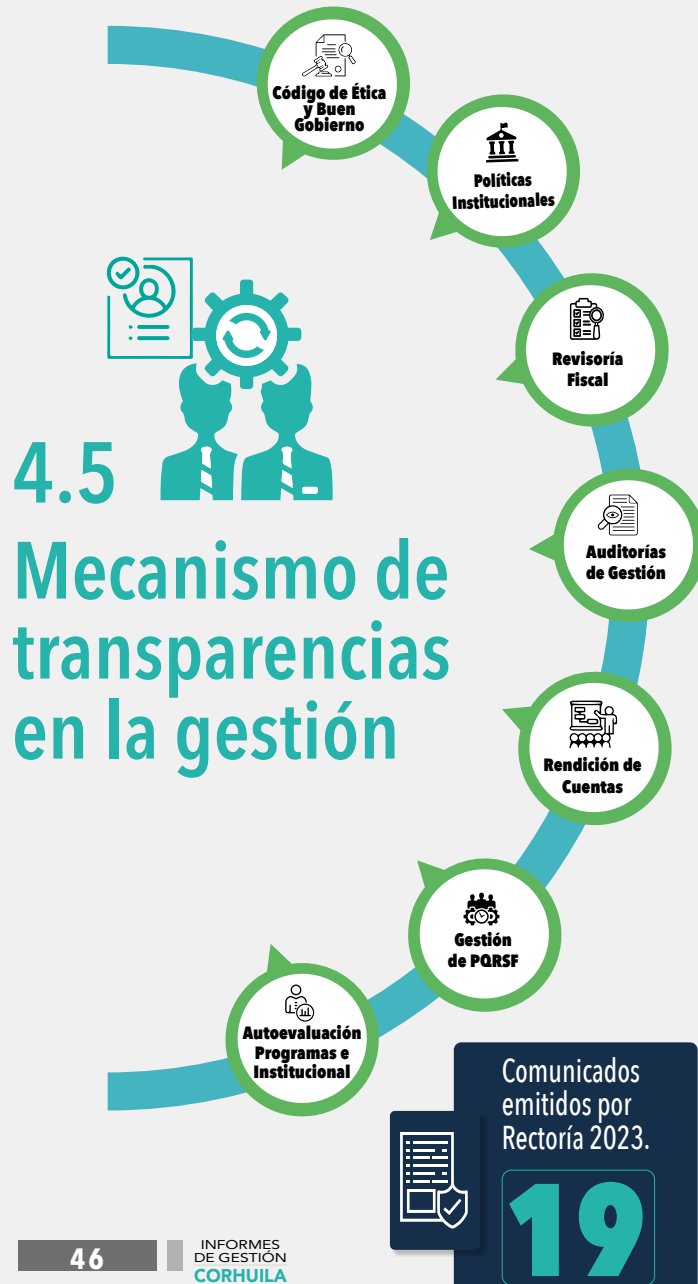 Código de Ética
y Buen
Gobierno
Políticas
Institucionales
Revisoría
Fiscal
4.5
Mecanismo de
transparencias
en la gestión
Auditorías
de Gestión
Rendición de
Cuentas
Gestión
de PQRSF
Autoevaluación
Programas e
Institucional
Comunicados
emitidos por
Rectoría 2023.
19
46
INFORMES
DE GESTIÓN
CORHUILA